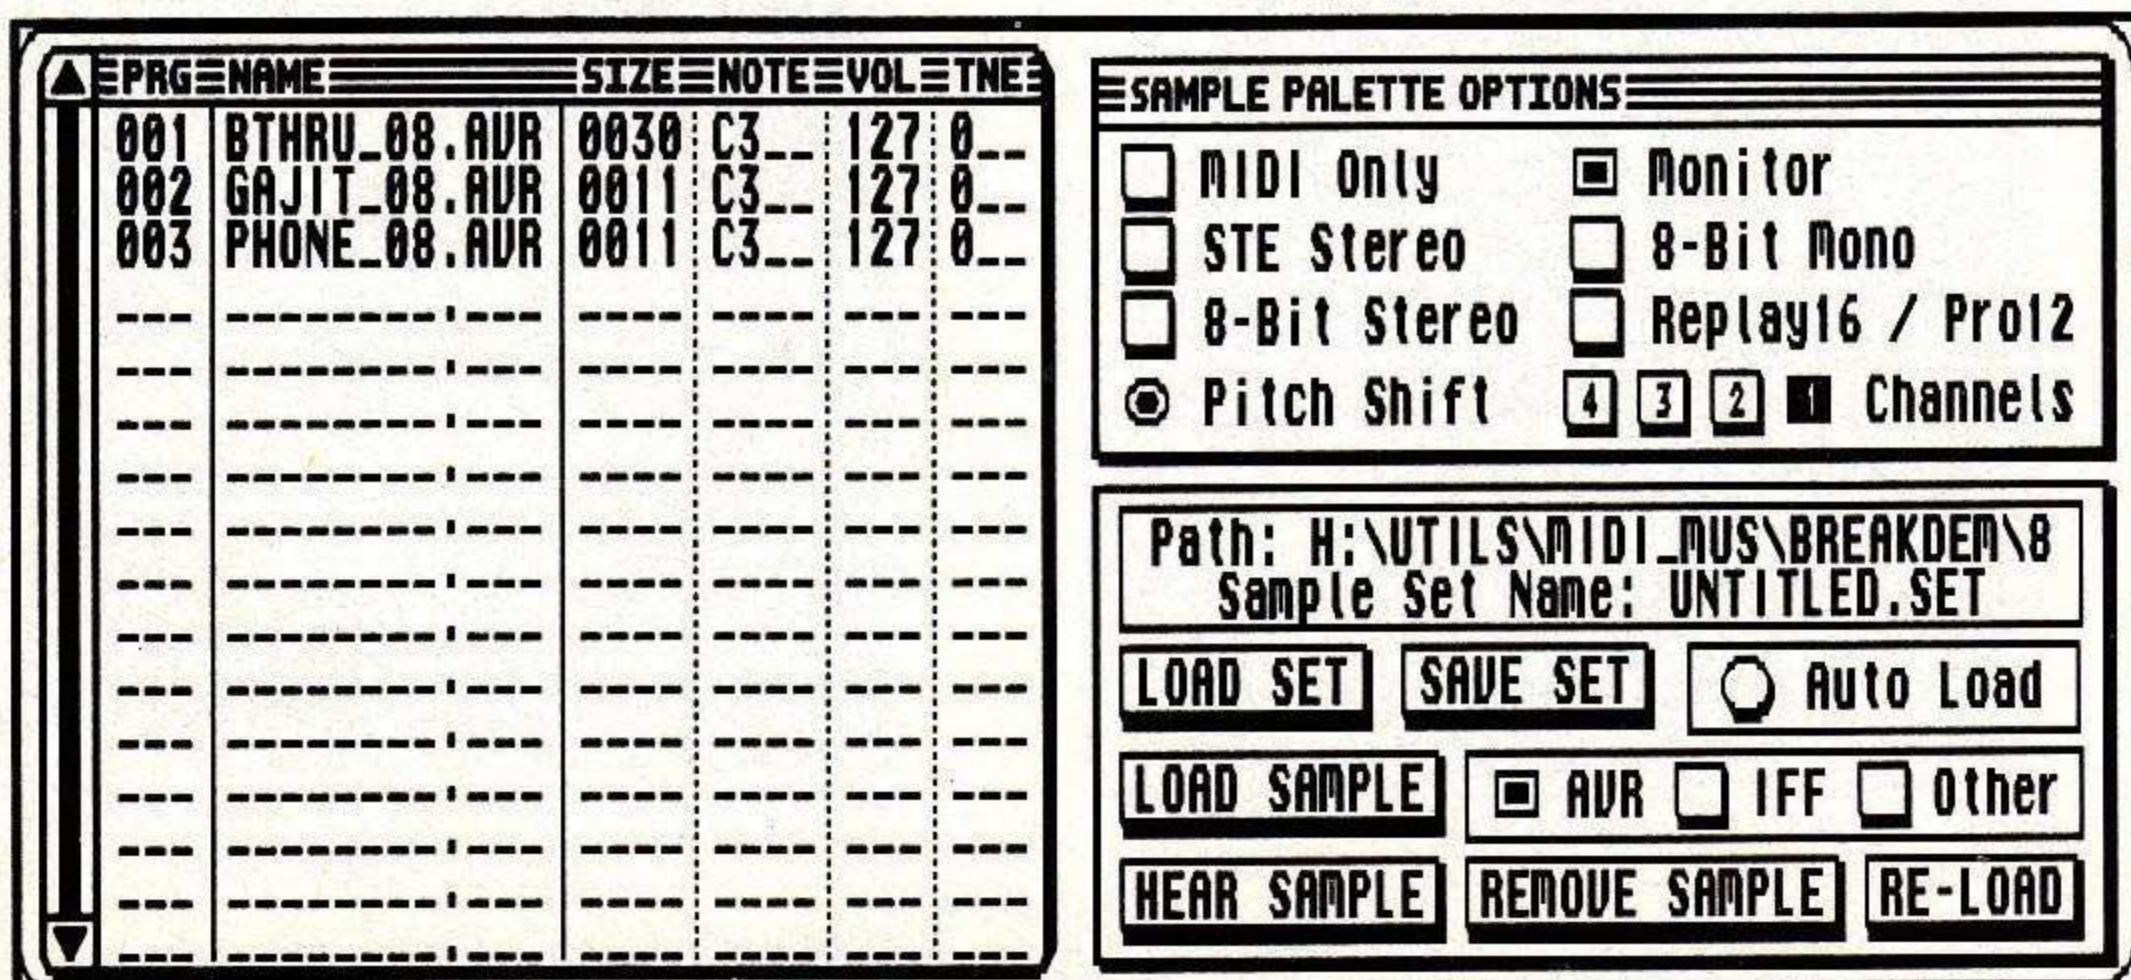 PRG NAME SIZE NOTE VOL TNE
001 BTHRU_08.AVR 0030 C3__ 127 0__
002 GAJIT_08.AVR 0011 C3__ 127 0__
003 PHONE_08.AVR 0011 C3__ 127 0__
--- --------.--- ---- ---- --- ---
--- --------.--- ---- ---- --- ---
--- --------.--- ---- ---- --- ---
--- --------.--- ---- ---- --- ---
--- --------.--- ---- ---- --- ---
--- --------.--- ---- ---- --- ---
--- --------.--- ---- ---- --- ---
--- --------.--- ---- ---- --- ---
--- --------.--- ---- ---- --- ---
--- --------.--- ---- ---- --- ---
--- --------.--- ---- ---- --- ---
--- --------.--- ---- ---- --- ---
--- --------.--- ---- ---- --- ---
SAMPLE PALETTE OPTIONS
MIDI Only Monitor
STE Stereo 8-Bit Mono
8-Bit Stereo Replay16 / Pro12
Pitch Shift 4 3 2 1 Channels
Path: H:\UTILS\MIDI_MUS\BREAKDEM\8
Sample Set Name: UNTITLED.SET
LOAD SET SAVE SET Auto Load
LOAD SAMPLE AVR IFF Other
HEAR SAMPLE REMOVE SAMPLE RE-LOAD